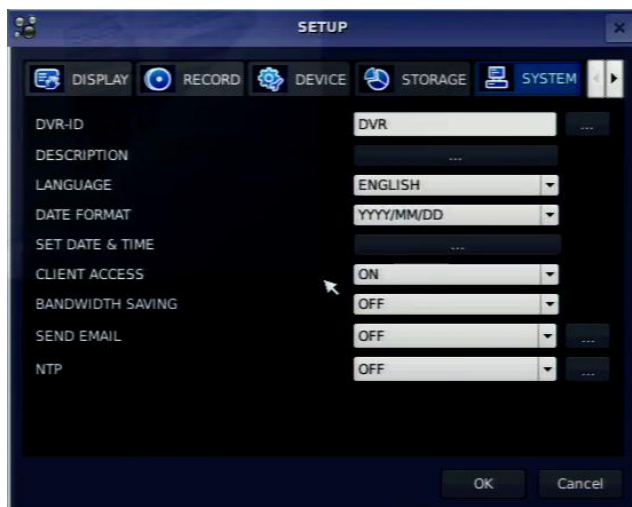 SETUP
DISPLAY RECORD DEVICE STORAGE SYSTEM
DVR-ID DVR ...
DESCRIPTION ...
LANGUAGE ENGLISH
DATE FORMAT YYYY/MM/DD
SET DATE & TIME ...
CLIENT ACCESS ON
BANDWIDTH SAVING OFF
SEND EMAIL OFF ...
NTP OFF ...
OK Cancel